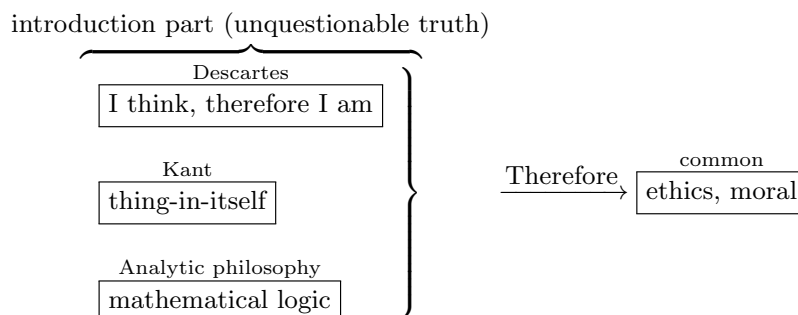 introduction part (unquestionable truth)
Descartes
I think, therefore I am
Kant
thing-in-itself
Therefore
common
ethics, moral
Analytic philosophy
mathematical logic